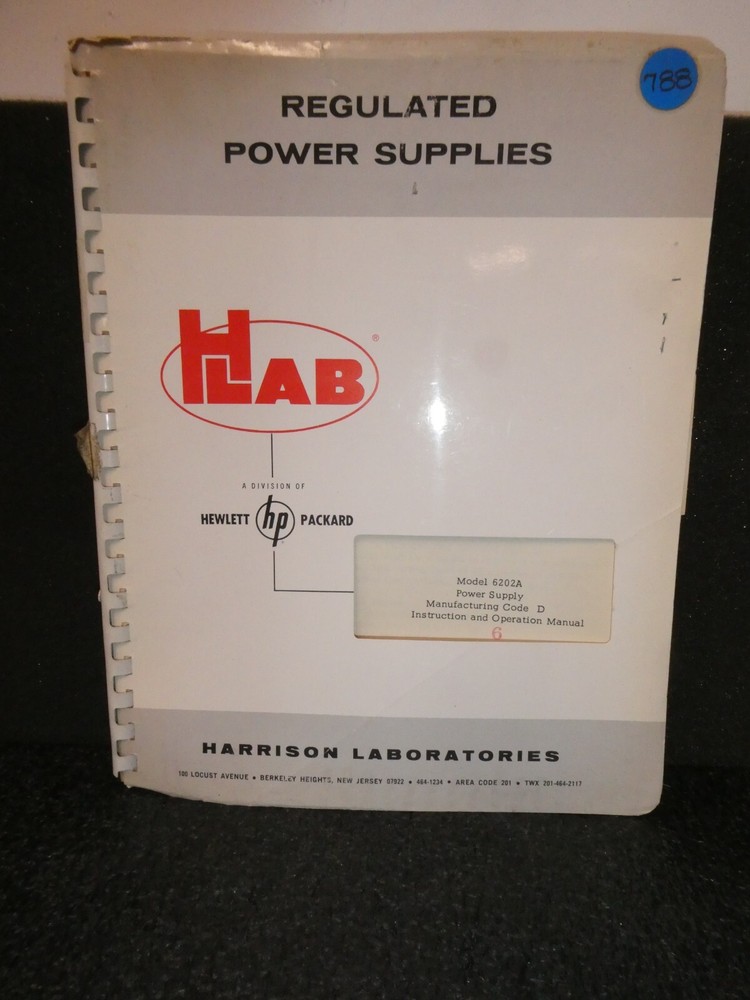 788
REGULATED
POWER SUPPLIES
HLAB ®
A DIVISION OF
HEWLETT hp PACKARD
Model 6202A
Power Supply
Manufacturing Code D
Instruction and Operation Manual
6
HARRISON LABORATORIES
100 LOCUST AVENUE • BERKELEY HEIGHTS, NEW JERSEY 07922 • 464-1234 • AREA CODE 201 • TWX 201-464-2117